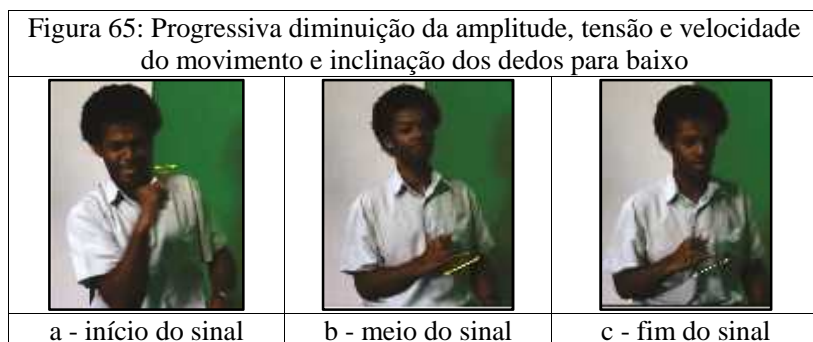 Figura 65: Progressiva diminuição da amplitude, tensão e velocidade
do movimento e inclinação dos dedos para baixo
a - início do sinal
b - meio do sinal
c - fim do sinal